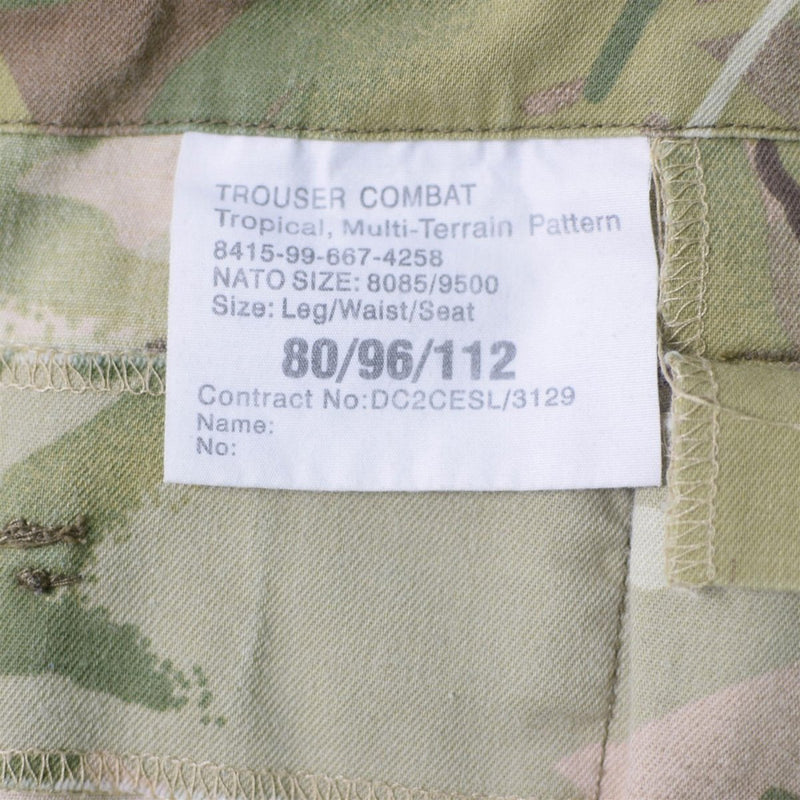 TROUSER COMBAT
Tropical, Multi-Terrain Pattern
8415-99-667-4258
NATO SIZE: 8085/9500
Size: Leg/Waist/Seat
80/96/112
Contract No:DC2CESL/3129
Name:
No: